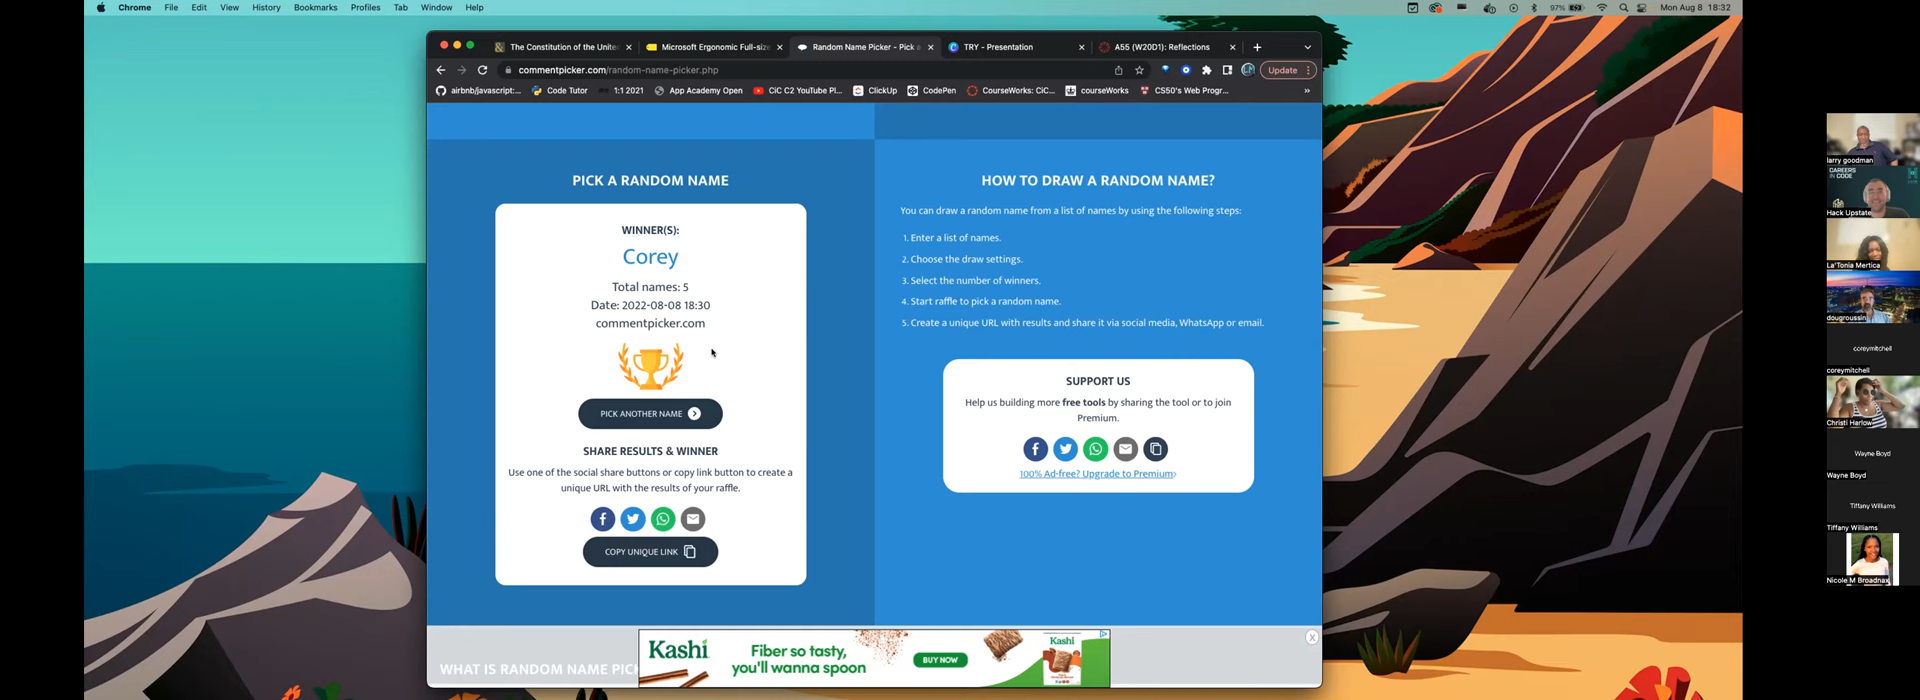 Chrome File Edit View History Bookmarks Profiles Tab Window Help
97% Mon Aug 8 18:32
The Constitution of the Unite
Microsoft Ergonomic Full-size
Random Name Picker - Pick a
TRY - Presentation
A55 (W20D1): Reflections
commentpicker.com/random-name-picker.php
Update
airbnb/javascript:... Code Tutor 1:1 2021 App Academy Open CiC C2 YouTube Pl... ClickUp CodePen CourseWorks: CiC... courseWorks CS50's Web Progr... »
PICK A RANDOM NAME
WINNER(S):
Corey
Total names: 5
Date: 2022-08-08 18:30
commentpicker.com
PICK ANOTHER NAME
SHARE RESULTS & WINNER
Use one of the social share buttons or copy link button to create a
unique URL with the results of your raffle.
COPY UNIQUE LINK
HOW TO DRAW A RANDOM NAME?
You can draw a random name from a list of names by using the following steps:
1. Enter a list of names.
2. Choose the draw settings.
3. Select the number of winners.
4. Start raffle to pick a random name.
5. Create a unique URL with results and share it via social media, WhatsApp or email.
SUPPORT US
Help us building more free tools by sharing the tool or to join
Premium.
100% Ad-free? Upgrade to Premium›
WHAT IS RANDOM NAME PICK
Kashi
Fiber so tasty,
you'll wanna spoon
BUY NOW
Kashi
X
larry goodman
CAREERS
IN CODE
Hack Upstate
La'Tonia Mertica
dougroussin
coreymitchell
coreymitchell
Christi Harlow
Wayne Boyd
Wayne Boyd
Tiffany Williams
Tiffany Williams
Nicole M Broadnax